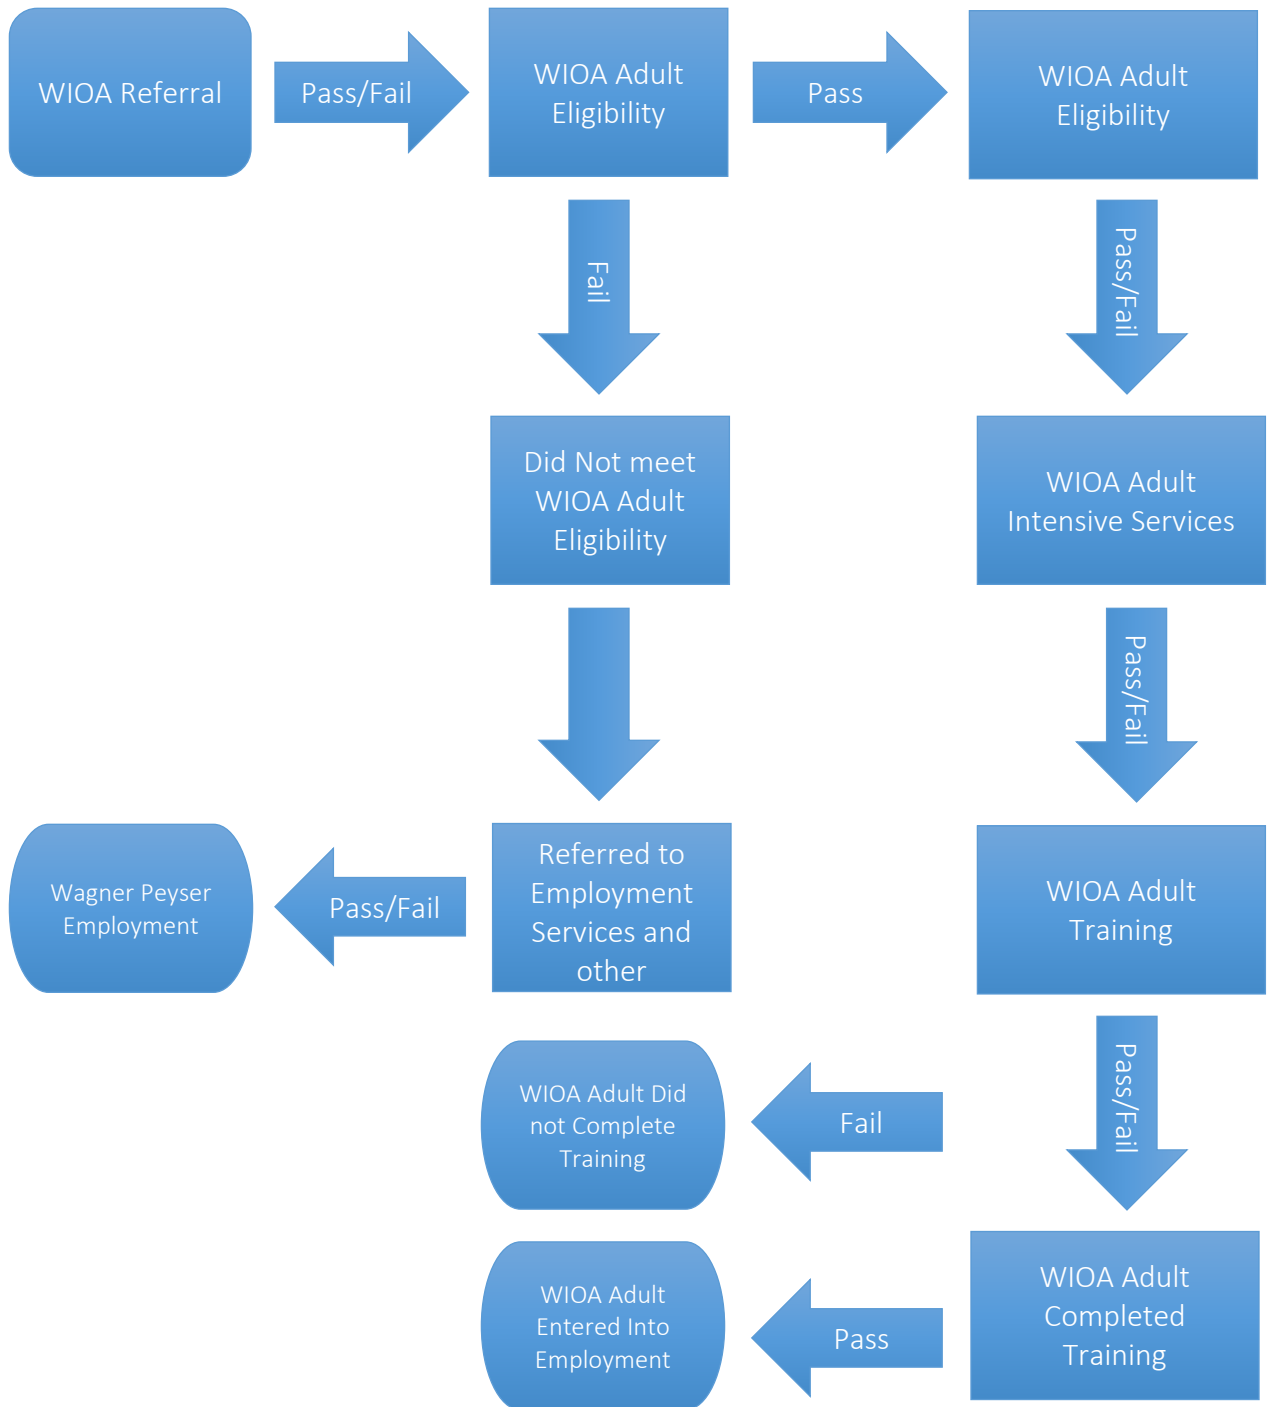 WIOA Referral
Pass/Fail
WIOA Adult
Eligibility
Pass
WIOA Adult
Eligibility
Fail
Pass/Fail
Did Not meet
WIOA Adult
Eligibility
WIOA Adult
Intensive Services
Pass/Fail
Wagner Peyser
Employment
Pass/Fail
Referred to
Employment
Services and
other
WIOA Adult
Training
WIOA Adult Did
not Complete
Training
Fail
Pass/Fail
WIOA Adult
Entered Into
Employment
Pass
WIOA Adult
Completed
Training